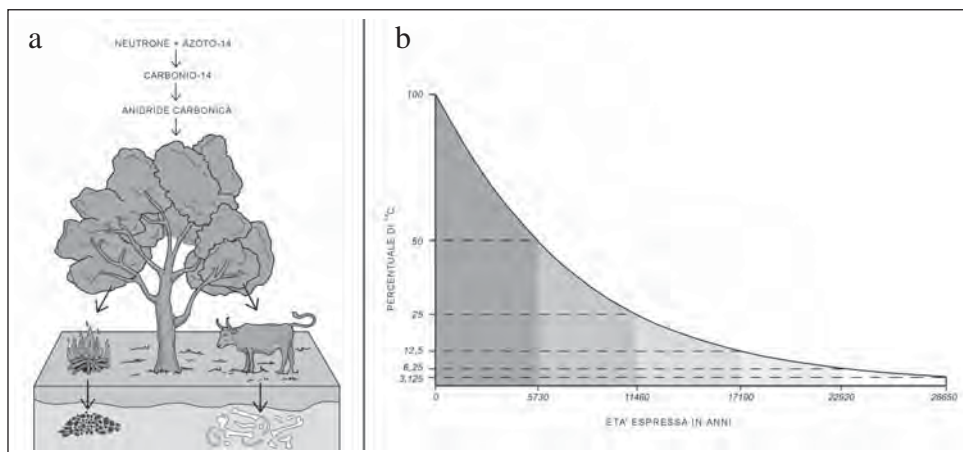 a
NEUTRONE + AZOTO-14
CARBONIO-14
ANIDRIDE CARBONICA
b
PERCENTUALE DI ¹⁴C
100
50
25
12,5
6,25
3,125
0
5730
11460
17190
22920
28650
ETA' ESPRESSA IN ANNI